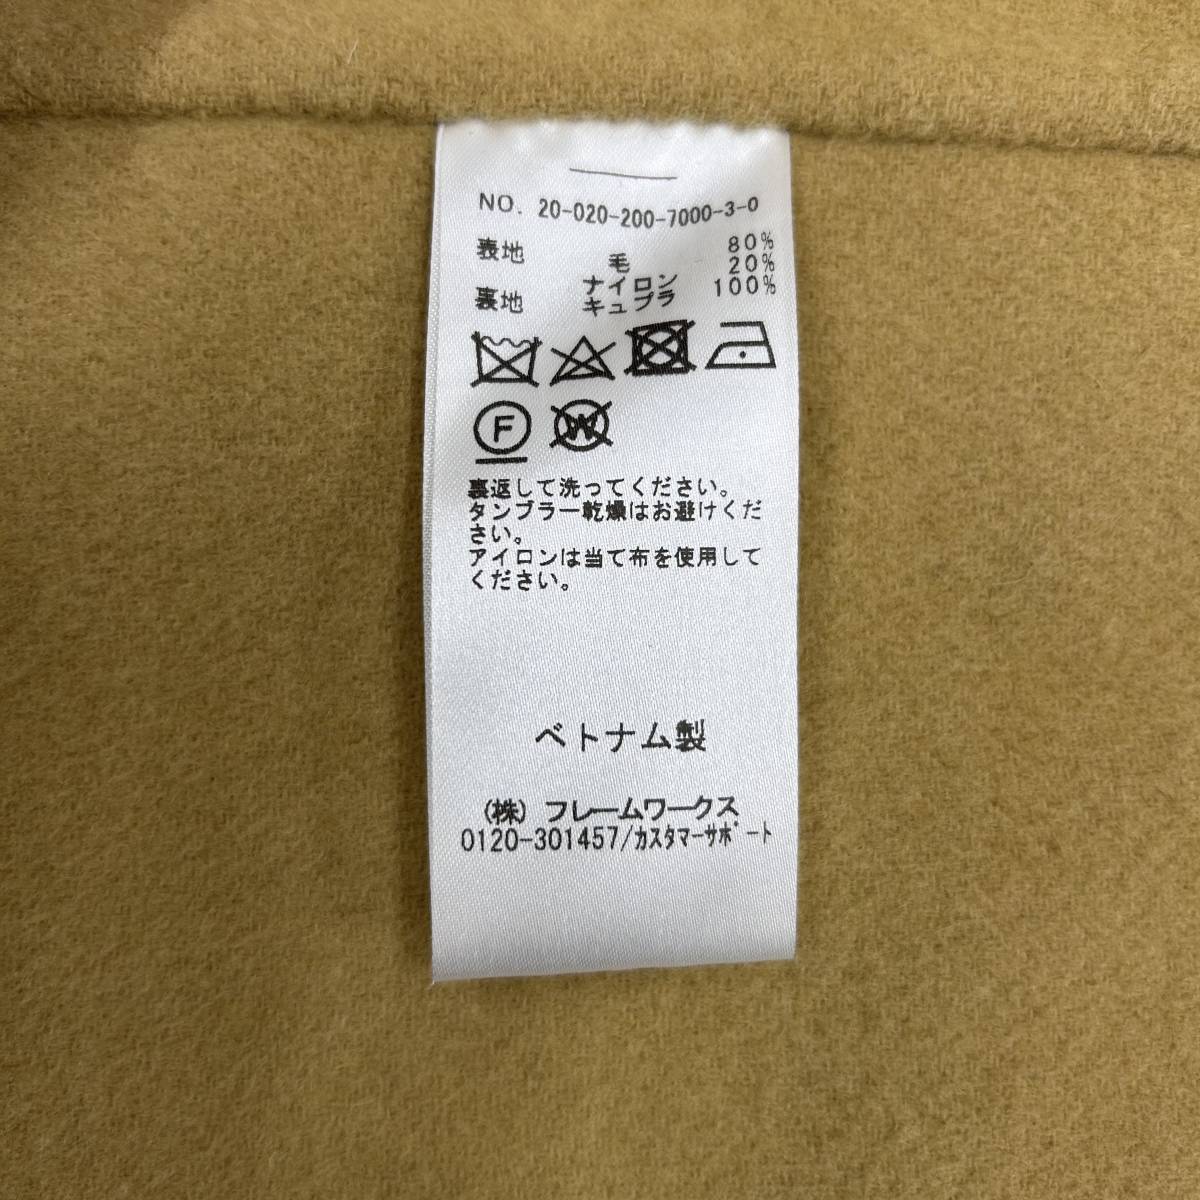 NO. 20-020-200-7000-3-0
表地 毛 80%
ナイロン 20%
裏地 キュプラ 100%
F
W
裏返して洗ってください。
タンブラー乾燥はお避けくだ
さい。
アイロンは当て布を使用して
ください。
ベトナム製
(株) フレームワークス
0120-301457/ｶｽﾀﾏｰｻﾎﾟｰﾄ